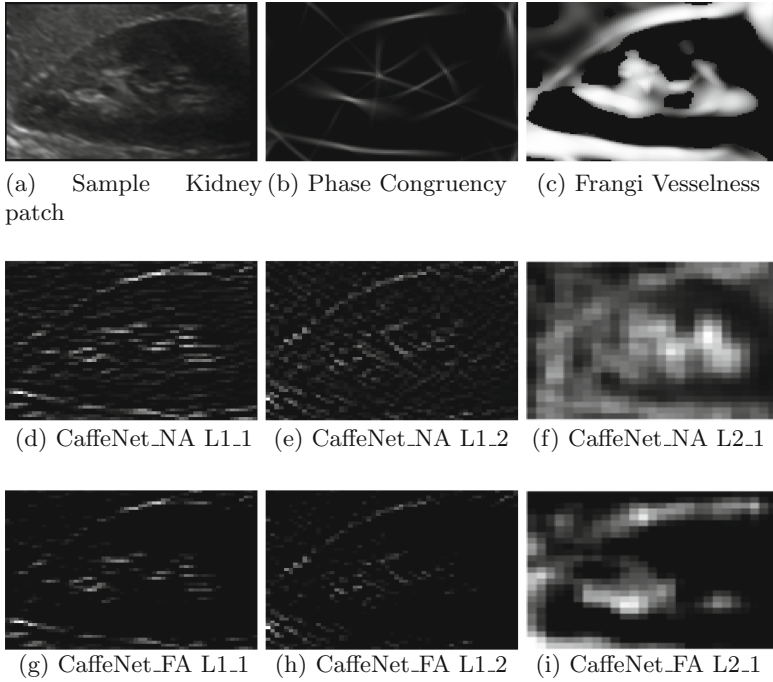 (a) Sample Kidney patch
(b) Phase Congruency
(c) Frangi Vesselness
(d) CaffeNet_NA L1_1
(e) CaffeNet_NA L1_2
(f) CaffeNet_NA L2_1
(g) CaffeNet_FA L1_1
(h) CaffeNet_FA L1_2
(i) CaffeNet_FA L2_1